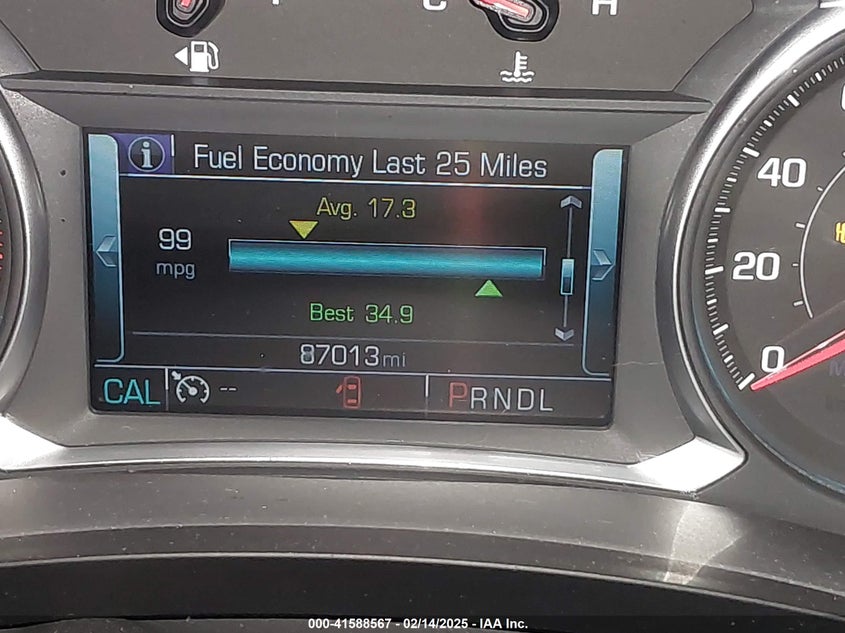 C H
Fuel Economy Last 25 Miles
Avg. 17.3
99
mpg
Best 34.9
87013mi
CAL -- PRNDL
40
20
0
000-41588567 - 02/14/2025 - IAA Inc.